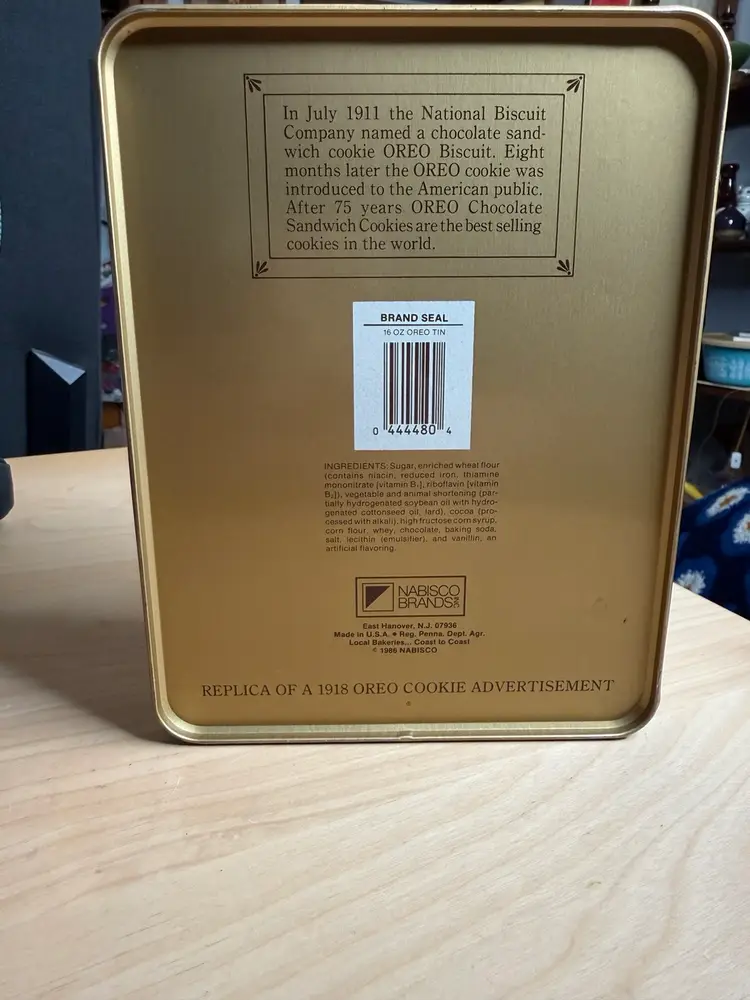 In July 1911 the National Biscuit
Company named a chocolate sand-
wich cookie OREO Biscuit. Eight
months later the OREO cookie was
introduced to the American public.
After 75 years OREO Chocolate
Sandwich Cookies are the best selling
cookies in the world.
BRAND SEAL
16 OZ OREO TIN
0 444480 4
INGREDIENTS: Sugar, enriched wheat flour
(contains niacin, reduced iron, thiamine
mononitrate [vitamin B₁], riboflavin [vitamin
B₂]), vegetable and animal shortening (par-
tially hydrogenated soybean oil with hydro-
genated cottonseed oil, lard), cocoa (pro-
cessed with alkali), high fructose corn syrup,
corn flour, whey, chocolate, baking soda,
salt, lecithin (emulsifier), and vanillin, an
artificial flavoring.
NABISCO
BRANDS INC
East Hanover, N.J. 07936
Made in U.S.A. ● Reg. Penna. Dept. Agr.
Local Bakeries... Coast to Coast
© 1986 NABISCO
REPLICA OF A 1918 OREO COOKIE ADVERTISEMENT